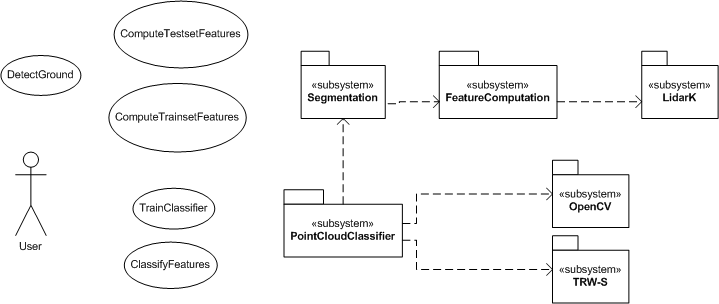 ComputeTestsetFeatures
DetectGround
ComputeTrainsetFeatures
User
TrainClassifier
ClassifyFeatures
«subsystem»
Segmentation
«subsystem»
FeatureComputation
«subsystem»
LidarK
«subsystem»
PointCloudClassifier
«subsystem»
OpenCV
«subsystem»
TRW-S